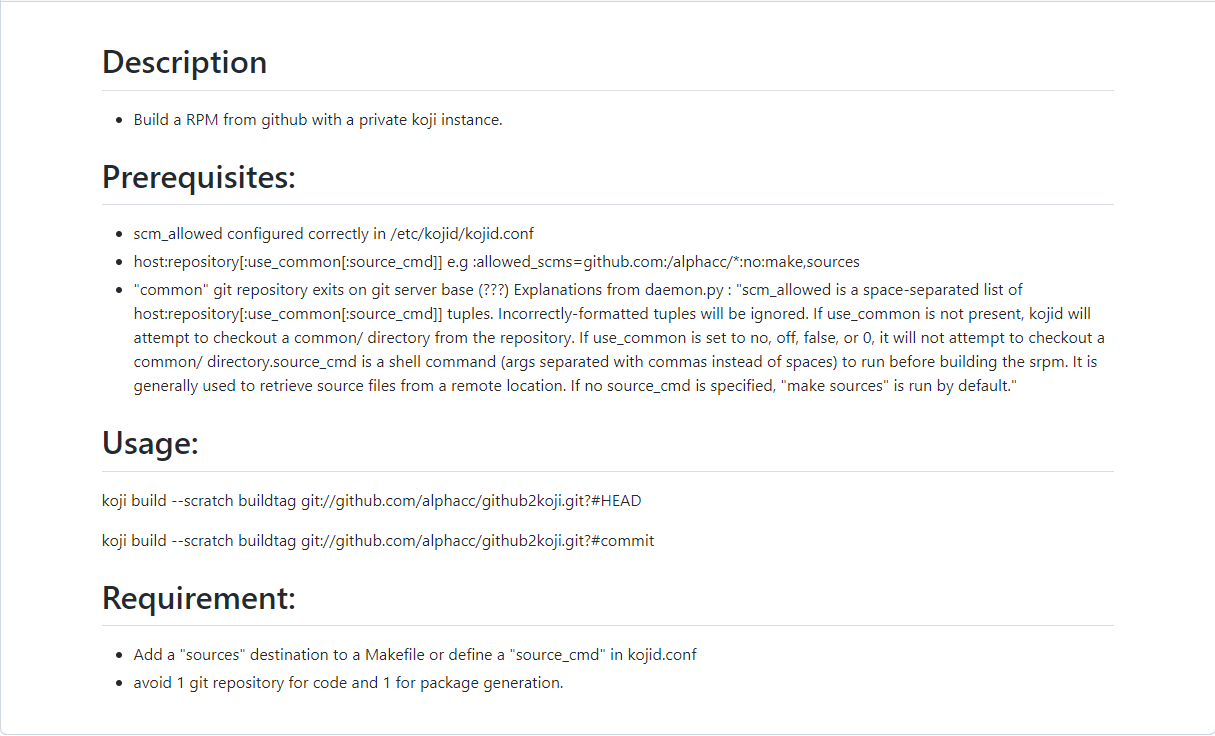 Description
Build a RPM from github with a private koji instance.
Prerequisites:
scm_allowed configured correctly in /etc/kojid/kojid.conf
host:repository[:use_common[:source_cmd]] e.g :allowed_scms=github.com:/alphacc/*:no:make,sources
"common" git repository exits on git server base (???) Explanations from daemon.py : "scm_allowed is a space-separated list of
host:repository[:use_common[:source_cmd]] tuples. Incorrectly-formatted tuples will be ignored. If use_common is not present, kojid will
attempt to checkout a common/ directory from the repository. If use_common is set to no, off, false, or 0, it will not attempt to checkout a
common/ directory.source_cmd is a shell command (args separated with commas instead of spaces) to run before building the srpm. It is
generally used to retrieve source files from a remote location. If no source_cmd is specified, "make sources" is run by default."
Usage:
koji build --scratch buildtag git://github.com/alphacc/github2koji.git?#HEAD
koji build --scratch buildtag git://github.com/alphacc/github2koji.git?#commit
Requirement:
Add a "sources" destination to a Makefile or define a "source_cmd" in kojid.conf
avoid 1 git repository for code and 1 for package generation.